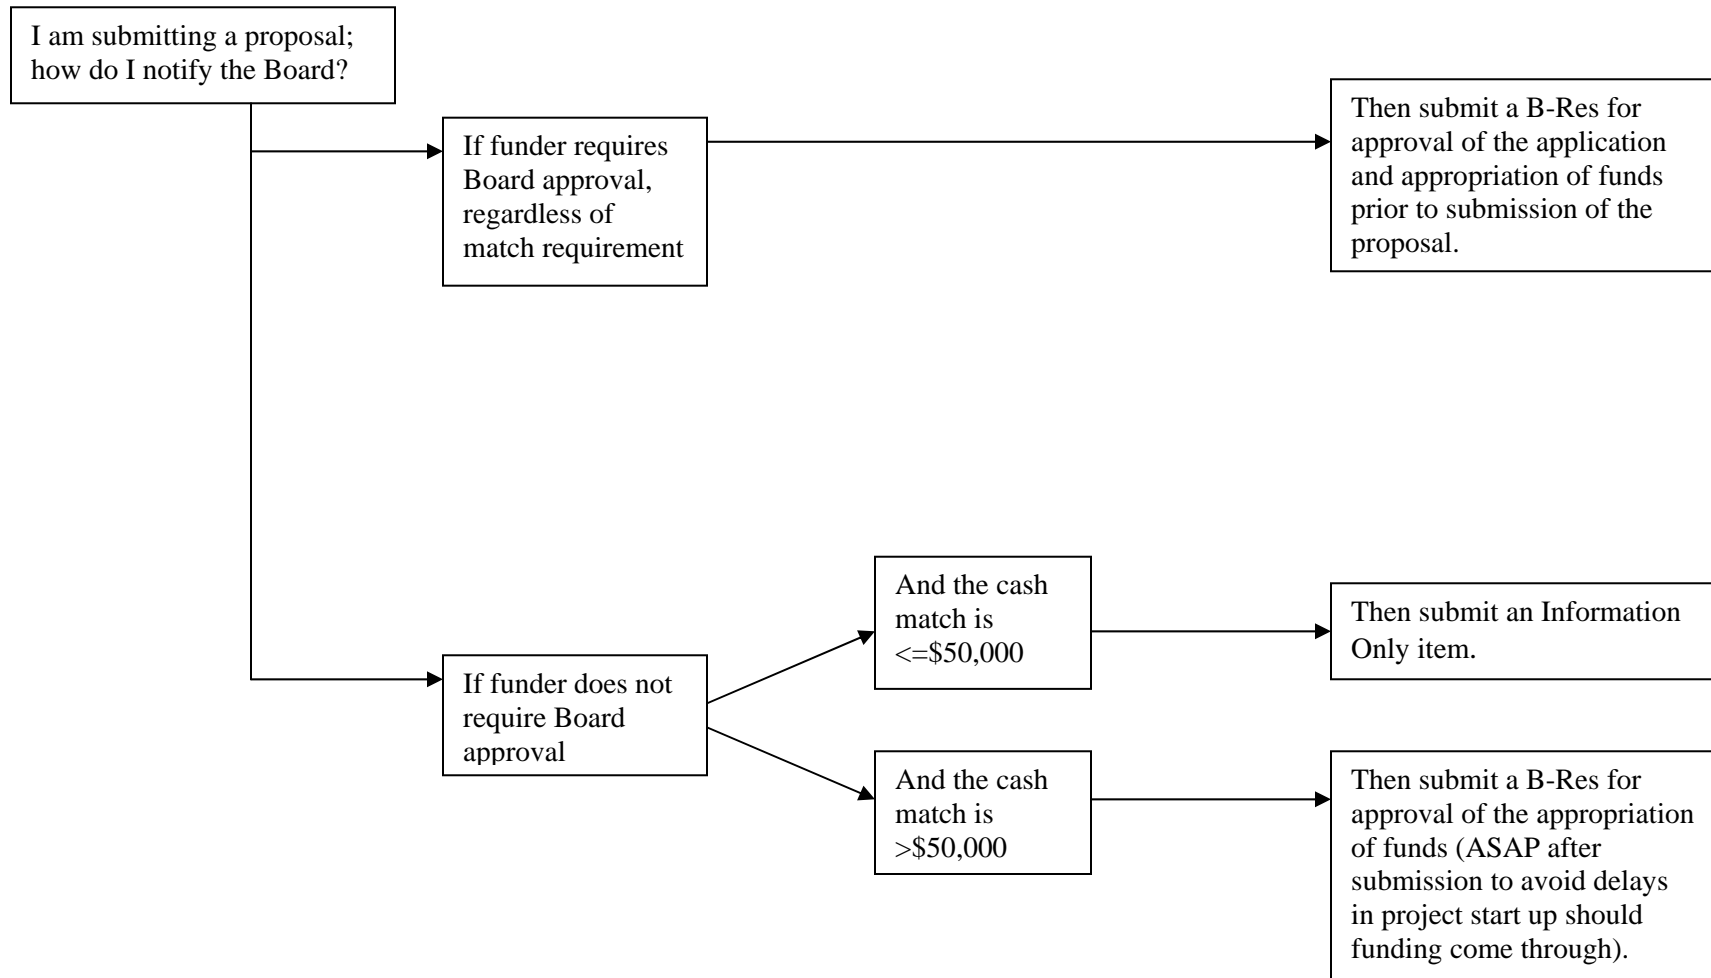 I am submitting a proposal;
how do I notify the Board?
If funder requires
Board approval,
regardless of
match requirement
Then submit a B-Res for
approval of the application
and appropriation of funds
prior to submission of the
proposal.
If funder does not
require Board
approval
And the cash
match is
<=$50,000
Then submit an Information
Only item.
And the cash
match is
>$50,000
Then submit a B-Res for
approval of the appropriation
of funds (ASAP after
submission to avoid delays
in project start up should
funding come through).